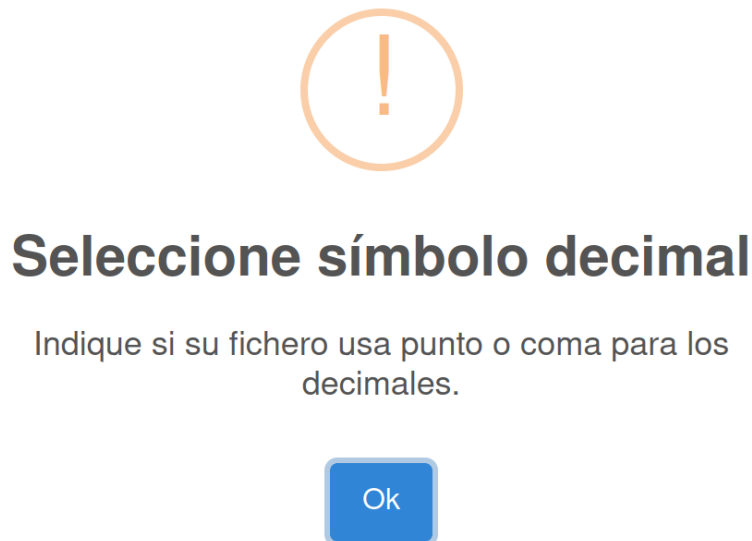 !
Seleccione símbolo decimal
Indique si su fichero usa punto o coma para los
decimales.
Ok